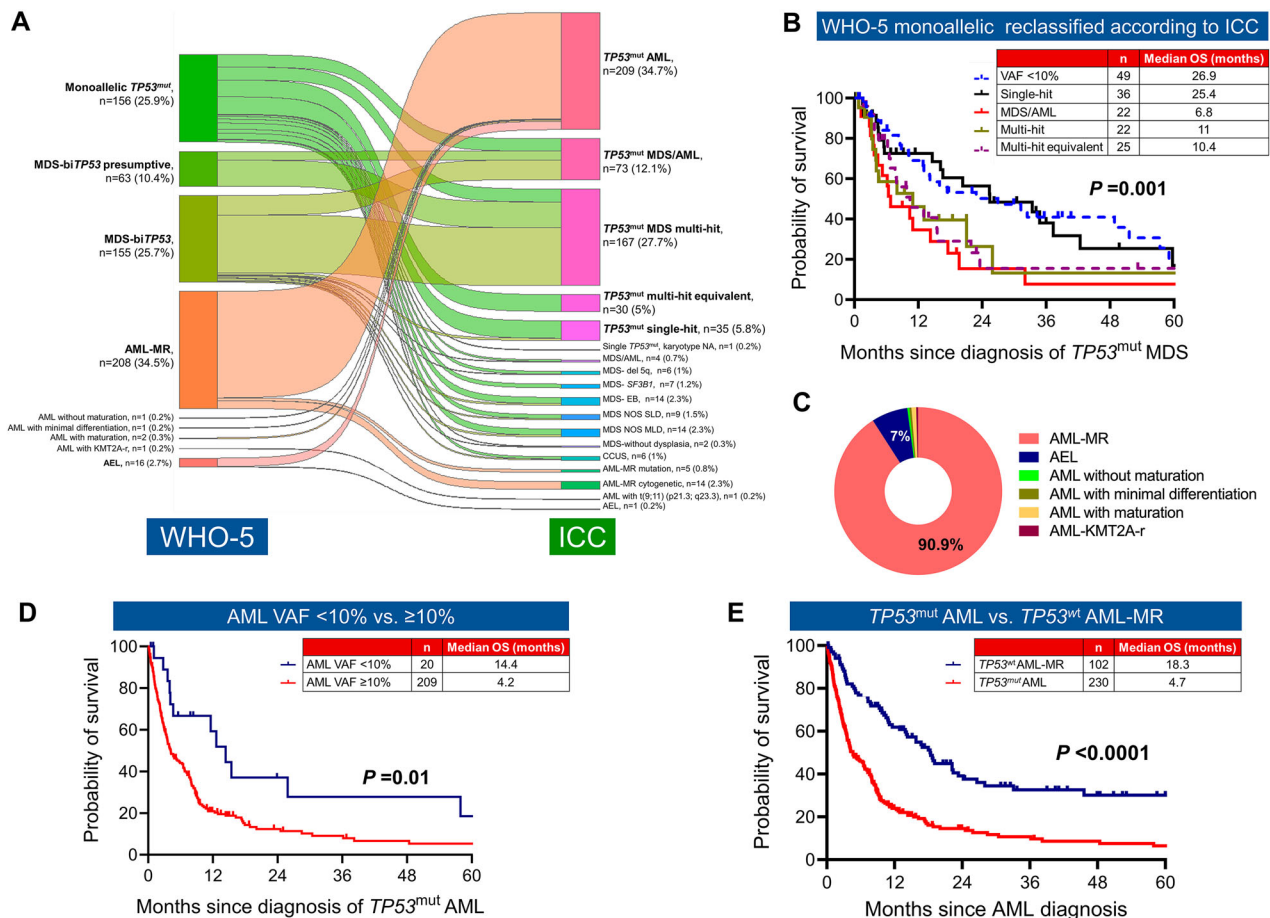 A
Monoallelic TP53mut,
n=156 (25.9%)
MDS-biTP53 presumptive
n=63 (10.4%)
MDS-biTP53
n=155 (25.7%)
AML-MR,
n=208 (34.5%)
AML without maturation, n=1 (0.2%)
AML with minimal differentiation, n=1 (0.2%)
AML with maturation, n=2 (0.3%)
AML with KMT2A-r, n=1 (0.2%)
AEL, n=16 (2.7%)
TP53mut AML,
n=209 (34.7%)
TP53mut MDS/AML,
n=73 (12.1%)
TP53mut MDS multi-hit,
n=167 (27.7%)
TP53mut multi-hit equivalent,
n=30 (5%)
TP53mut single-hit, n=35 (5.8%)
Single TP53mut, karyotype NA, n=1 (0.2%)
MDS/AML, n=4 (0.7%)
MDS- del 5q, n=6 (1%)
MDS- SF3B1, n=7 (1.2%)
MDS- EB, n=14 (2.3%)
MDS NOS SLD, n=9 (1.5%)
MDS NOS MLD, n=14 (2.3%)
MDS-without dysplasia, n=2 (0.3%)
CCUS, n=6 (1%)
AML-MR mutation, n=5 (0.8%)
AML-MR cytogenetic, n=14 (2.3%)
AML with t(9;11) (p21.3; q23.3), n=1 (0.2%)
AEL, n=1 (0.2%)
WHO-5
ICC
B
WHO-5 monoallelic reclassified according to ICC
n Median OS (months)
VAF <10% 49 26.9
Single-hit 36 25.4
MDS/AML 22 6.8
Multi-hit 22 11
Multi-hit equivalent 25 10.4
P =0.001
Probability of survival
100
80
60
40
20
0
0 12 24 36 48 60
Months since diagnosis of TP53mut MDS
C
7%
90.9%
AML-MR
AEL
AML without maturation
AML with minimal differentiation
AML with maturation
AML-KMT2A-r
D
AML VAF <10% vs. ≥10%
n Median OS (months)
AML VAF <10% 20 14.4
AML VAF ≥10% 209 4.2
P =0.01
Probability of survival
100
80
60
40
20
0
0 12 24 36 48 60
Months since diagnosis of TP53mut AML
E
TP53mut AML vs. TP53wt AML-MR
n Median OS (months)
TP53wt AML-MR 102 18.3
TP53mut AML 230 4.7
P <0.0001
Probability of survival
100
80
60
40
20
0
0 12 24 36 48 60
Months since AML diagnosis